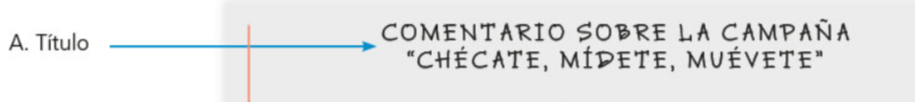 A. Título
COMENTARIO SOBRE LA CAMPAÑA
"CHÉCATE, MÍDETE, MUÉVETE"